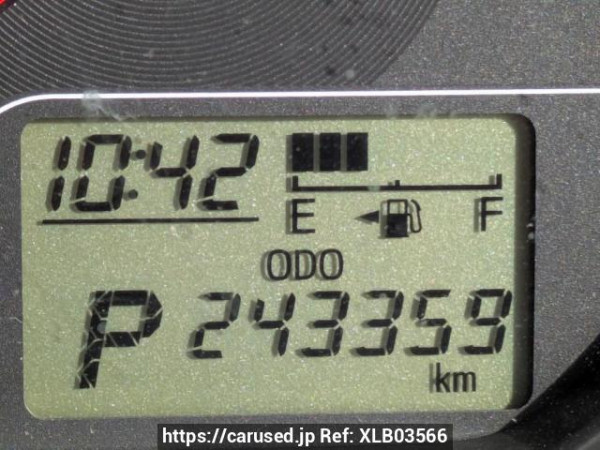 10:42
E F
ODO
P 243359
km
https://carused.jp Ref: XLB03566